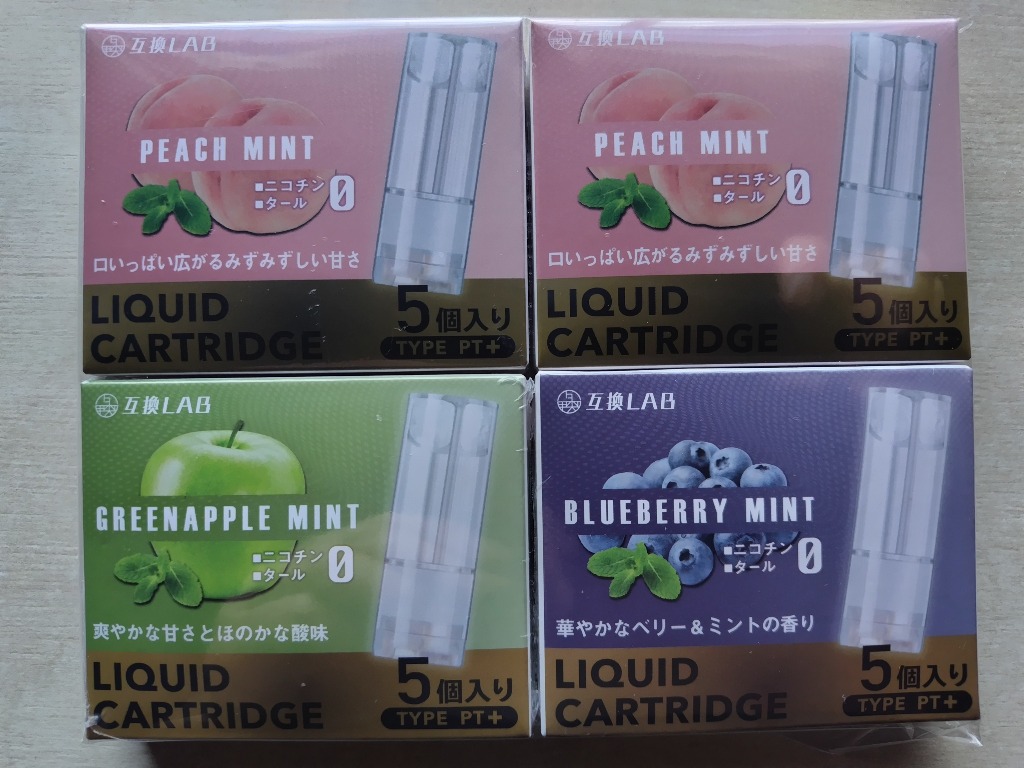 互換LAB
PEACH MINT
■ニコチン
■タール
0
口いっぱい広がるみずみずしい甘さ
LIQUID
CARTRIDGE
5個入り
TYPE PT+
互換LAB
PEACH MINT
■ニコチン
■タール
0
口いっぱい広がるみずみずしい甘さ
LIQUID
CARTRIDGE
5個入り
TYPE PT+
互換LAB
GREENAPPLE MINT
■ニコチン
■タール
0
爽やかな甘さとほのかな酸味
LIQUID
CARTRIDGE
5個入り
TYPE PT+
互換LAB
BLUEBERRY MINT
■ニコチン
■タール
0
華やかなベリー&ミントの香り
LIQUID
CARTRIDGE
5個入り
TYPE PT+